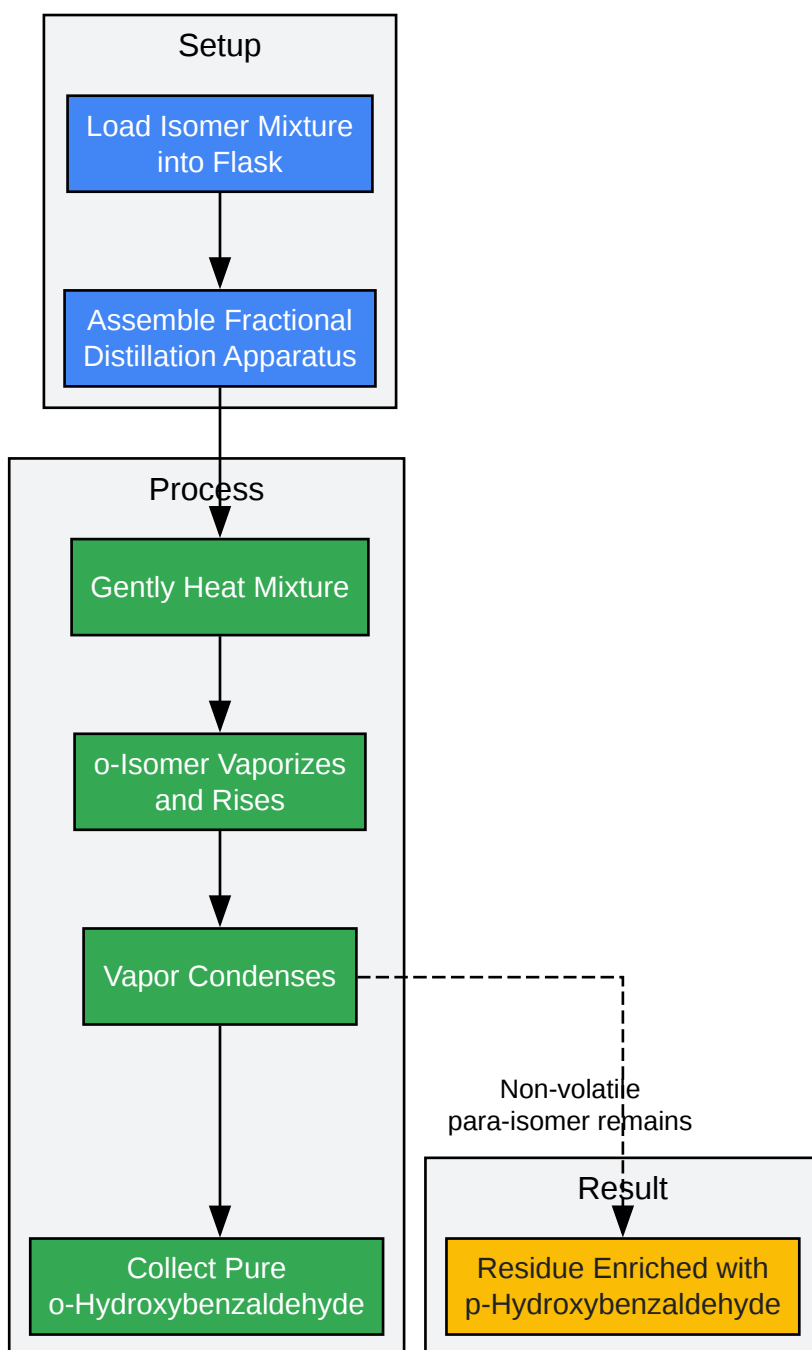 Setup
Load Isomer Mixture
into Flask
Assemble Fractional
Distillation Apparatus
Process
Gently Heat Mixture
o-Isomer Vaporizes
and Rises
Vapor Condenses
Non-volatile
para-isomer remains
Result
Collect Pure
o-Hydroxybenzaldehyde
Residue Enriched with
p-Hydroxybenzaldehyde